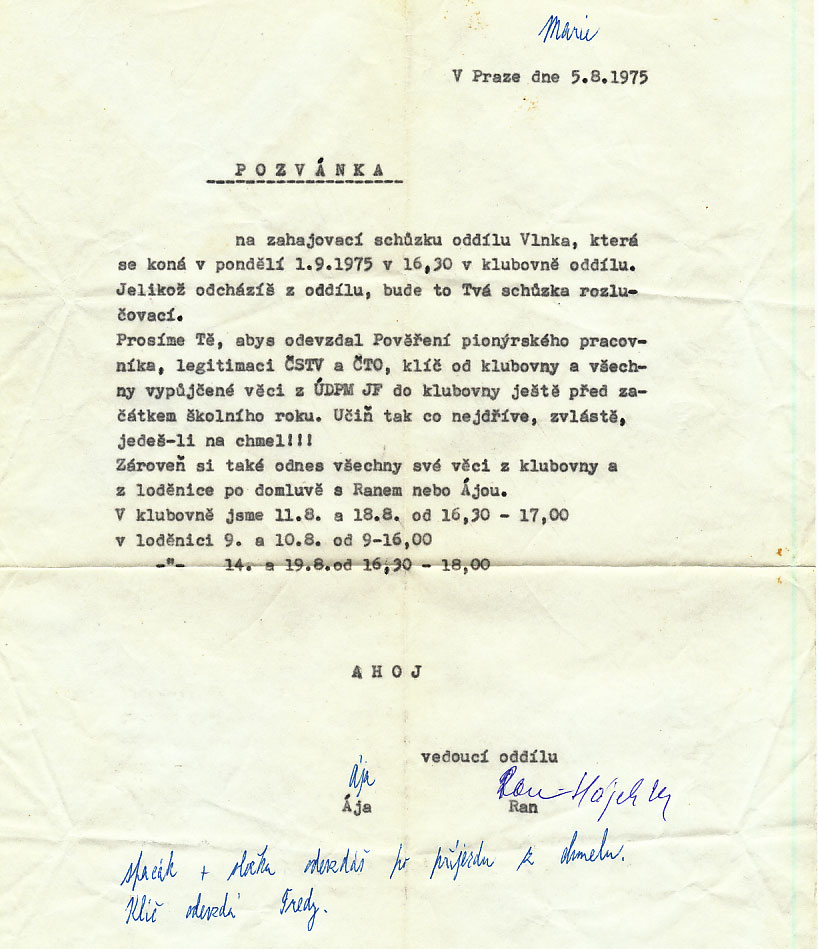 Marie
V Praze dne 5.8.1975
P O Z V Á N K A
na zahajovací schůzku oddílu Vlnka, která
se koná v pondělí 1.9.1975 v 16,30 v klubovně oddílu.
Jelikož odcházíš z oddílu, bude to Tvá schůzka rozlu-
čovací.
Prosíme Tě, abys odevzdal Pověření pionýrského pracov-
níka, legitimaci ČSTV a ČTO, klíč od klubovny a všech-
ny vypůjčené věci z ÚDPM JF do klubovny ještě před za-
čátkem školního roku. Učiň tak co nejdříve, zvláště,
jedeš-li na chmel!!!
Zároveň si také odnes všechny své věci z klubovny a
z loděnice po domluvě s Ranem nebo Ájou.
V klubovně jsme 11.8. a 18.8. od 16,30 - 17,00
v loděnici 9. a 10.8. od 9-16,00
-"- 14. a 19.8.od 16,30 - 18,00
A H O J
vedoucí oddílu
Ája
Ran
Ája Ran
spacák + odevzdáš po příjezdu z chmelu.
Klíč odevzdá Fredy.